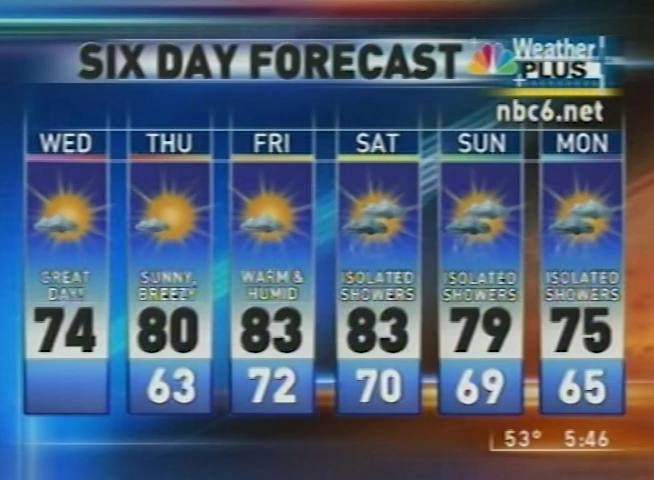 SIX DAY FORECAST
Weather
PLUS
nbc6.net
WED THU FRI SAT SUN MON
GREAT DAY! SUNNY, BREEZY WARM & HUMID ISOLATED SHOWERS ISOLATED SHOWERS ISOLATED SHOWERS
74 80 83 83 79 75
63 72 70 69 65
53° 5:46